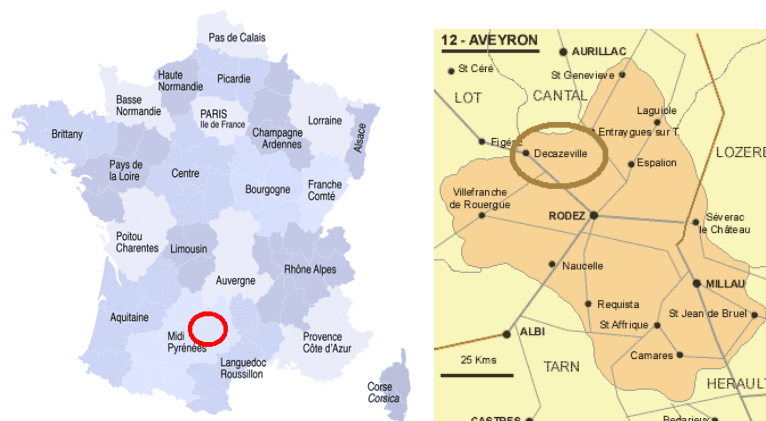 Pas de Calais
Haute
Normandie
Picardie
Basse
Normandie
PARIS
Ile de France
Lorraine
Alsace
Champagne
Ardennes
Brittany
Pays de
la Loire
Centre
Bourgogne
Franche
Comté
Poitou
Charentes
Limousin
Auvergne
Rhône Alpes
Aquitaine
Midi
Pyrénées
Languedoc
Roussillon
Provence
Côte d'Azur
Corse
Corsica
12 - AVEYRON
AURILLAC
St Céré
St Genevieve
LOT
CANTAL
Laguiole
Entraygues sur T.
LOZERE
Figeac
Decazeville
Espalion
Villefranche
de Rouergue
RODEZ
Séverac
le Château
Naucelle
MILLAU
Requista
St Jean de Bruel
St Affrique
ALBI
Camares
25 Kms
TARN
HERAULT
CASTRES
Bedarieux